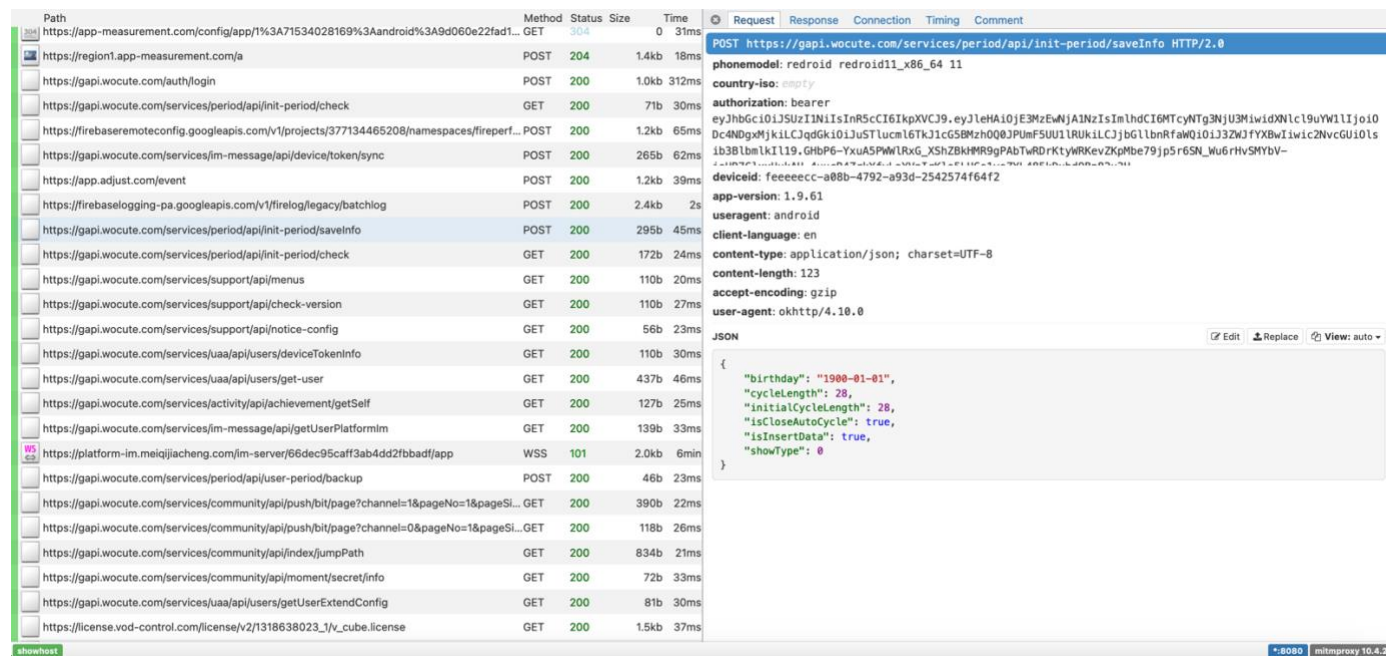 Path Method Status Size Time
304 https://app-measurement.com/config/app/1%3A71534028169%3Aandroid%3A9d060e22fad1... GET 304 0 31ms
https://region1.app-measurement.com/a POST 204 1.4kb 18ms
https://gapi.wocute.com/auth/login POST 200 1.0kb 312ms
https://gapi.wocute.com/services/period/api/init-period/check GET 200 71b 30ms
https://firebaseremoteconfig.googleapis.com/v1/projects/377134465208/namespaces/fireperf... POST 200 1.2kb 65ms
https://gapi.wocute.com/services/im-message/api/device/token/sync POST 200 265b 62ms
https://app.adjust.com/event POST 200 1.2kb 39ms
https://firebaselogging-pa.googleapis.com/v1/firelog/legacy/batchlog POST 200 2.4kb 2s
https://gapi.wocute.com/services/period/api/init-period/saveInfo POST 200 295b 45ms
https://gapi.wocute.com/services/period/api/init-period/check GET 200 172b 24ms
https://gapi.wocute.com/services/support/api/menus GET 200 110b 20ms
https://gapi.wocute.com/services/support/api/check-version GET 200 110b 27ms
https://gapi.wocute.com/services/support/api/notice-config GET 200 56b 23ms
https://gapi.wocute.com/services/uaa/api/users/deviceTokenInfo GET 200 110b 30ms
https://gapi.wocute.com/services/uaa/api/users/get-user GET 200 437b 46ms
https://gapi.wocute.com/services/activity/api/achievement/getSelf GET 200 127b 25ms
https://gapi.wocute.com/services/im-message/api/getUserPlatformIm GET 200 139b 33ms
WS https://platform-im.meiqijiacheng.com/im-server/66dec95caff3ab4dd2fbbadf/app WSS 101 2.0kb 6min
https://gapi.wocute.com/services/period/api/user-period/backup POST 200 46b 23ms
https://gapi.wocute.com/services/community/api/push/bit/page?channel=1&pageNo=1&pageSi... GET 200 390b 22ms
https://gapi.wocute.com/services/community/api/push/bit/page?channel=0&pageNo=1&pageSi... GET 200 118b 26ms
https://gapi.wocute.com/services/community/api/index/jumpPath GET 200 834b 21ms
https://gapi.wocute.com/services/community/api/moment/secret/info GET 200 72b 33ms
https://gapi.wocute.com/services/uaa/api/users/getUserExtendConfig GET 200 81b 30ms
https://license.vod-control.com/license/v2/1318638023_1/v_cube.license GET 200 1.5kb 37ms
showhost
Request Response Connection Timing Comment
POST https://gapi.wocute.com/services/period/api/init-period/saveInfo HTTP/2.0
phonemodel: redroid redroid11_x86_64 11
country-iso: empty
authorization: bearer
deviceid: feeeeecc-a08b-4792-a93d-2542574f64f2
app-version: 1.9.61
useragent: android
client-language: en
content-type: application/json; charset=UTF-8
content-length: 123
accept-encoding: gzip
user-agent: okhttp/4.10.0
JSON Edit Replace View: auto
{
"birthday": "1900-01-01",
"cycleLength": 28,
"initialCycleLength": 28,
"isCloseAutoCycle": true,
"isInsertData": true,
"showType": 0
}
*:8080 mitmproxy 10.4.2